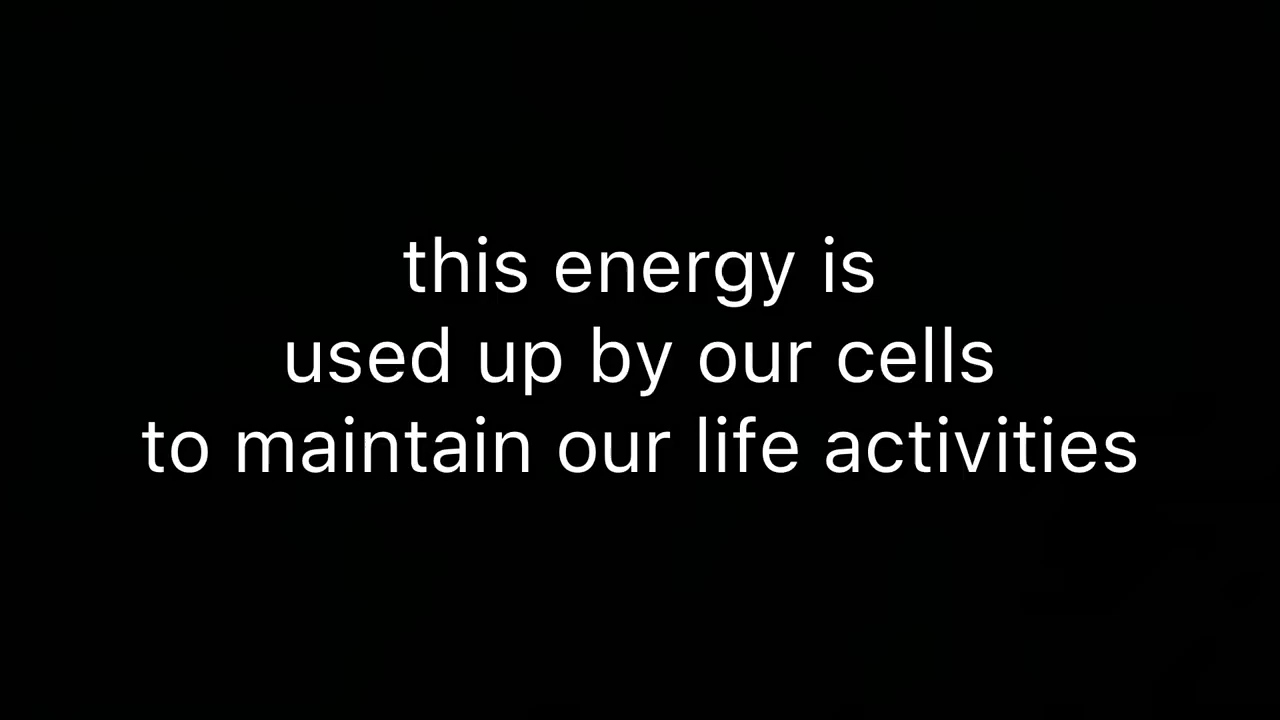 this energy is
used up by our cells
to maintain our life activities